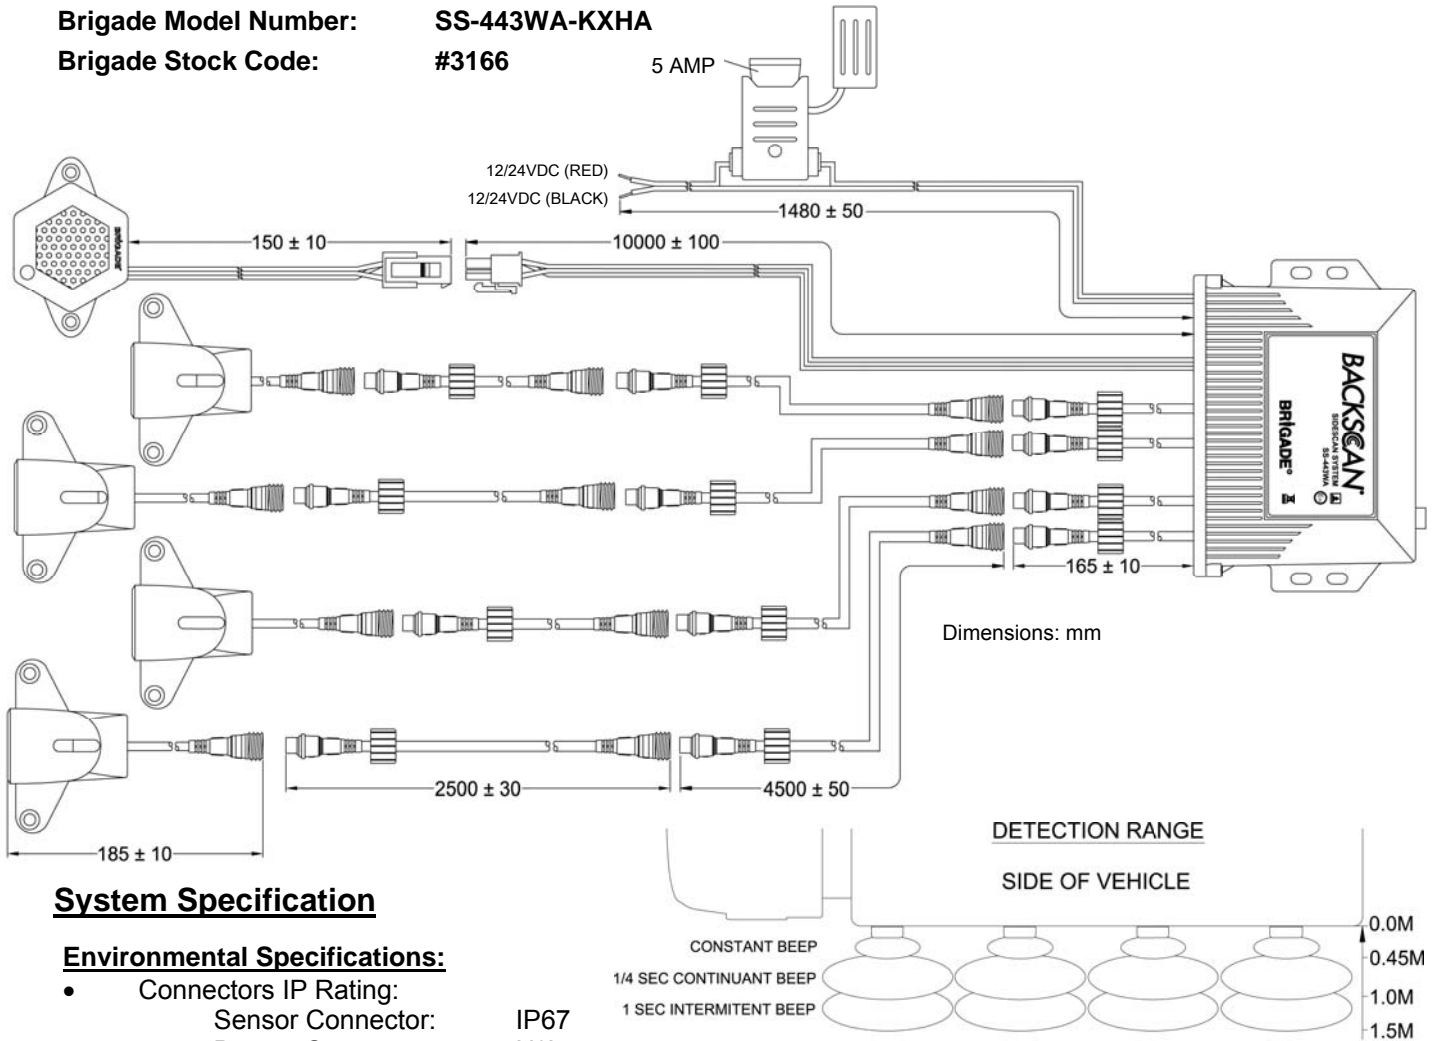 Brigade Model Number: SS-443WA-KXHA
Brigade Stock Code: #3166
5 AMP
12/24VDC (RED)
12/24VDC (BLACK)
1480 ± 50
150 ± 10
10000 ± 100
BRIGADE
BACKSCAN
SIDESCAN SYSTEM
SS-443WA
BRIGADE
165 ± 10
Dimensions: mm
2500 ± 30
4500 ± 50
185 ± 10
DETECTION RANGE
SIDE OF VEHICLE
0.0M
CONSTANT BEEP
0.45M
1/4 SEC CONTINUANT BEEP
1.0M
1 SEC INTERMITENT BEEP
1.5M
System Specification
Environmental Specifications:
• Connectors IP Rating:
Sensor Connector: IP67